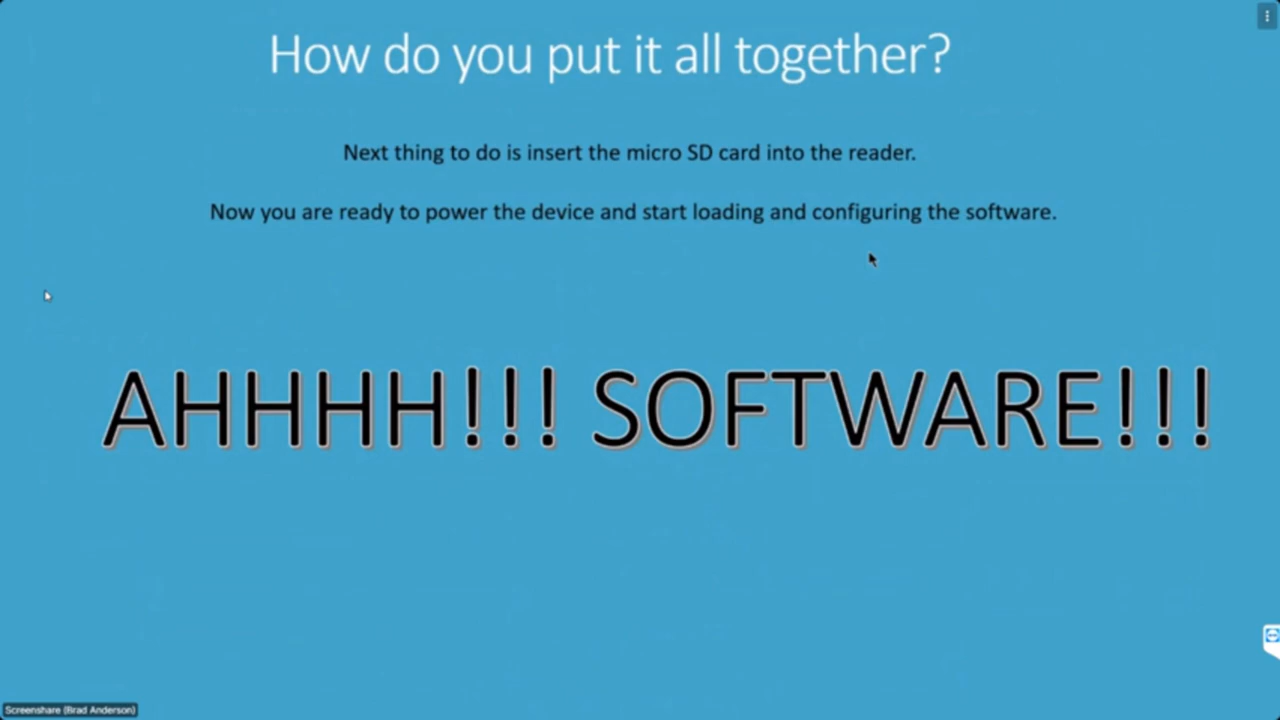 How do you put it all together?
Next thing to do is insert the micro SD card into the reader.
Now you are ready to power the device and start loading and configuring the software.
AHHHH!!! SOFTWARE!!!
Screenshare (Brad Anderson)